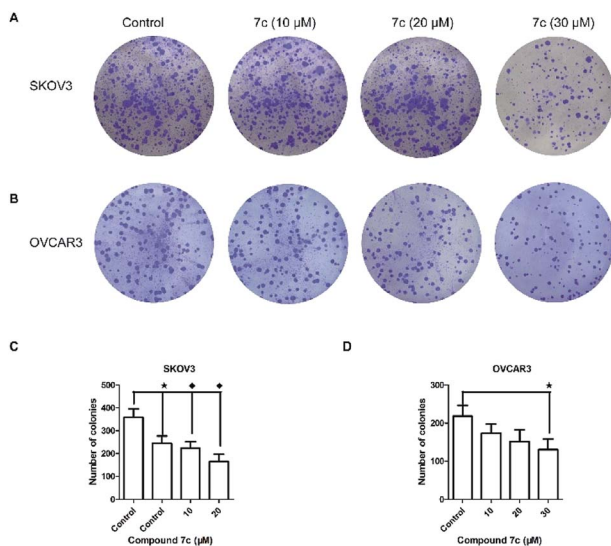 A
Control 7c (10 µM) 7c (20 µM) 7c (30 µM)
SKOV3
B
OVCAR3
C
SKOV3
Number of colonies
500
400
300
200
100
0
Control Control 10 20
Compound 7c (µM)
D
OVCAR3
Number of colonies
300
200
100
0
Control 10 20 30
Compound 7c (µM)